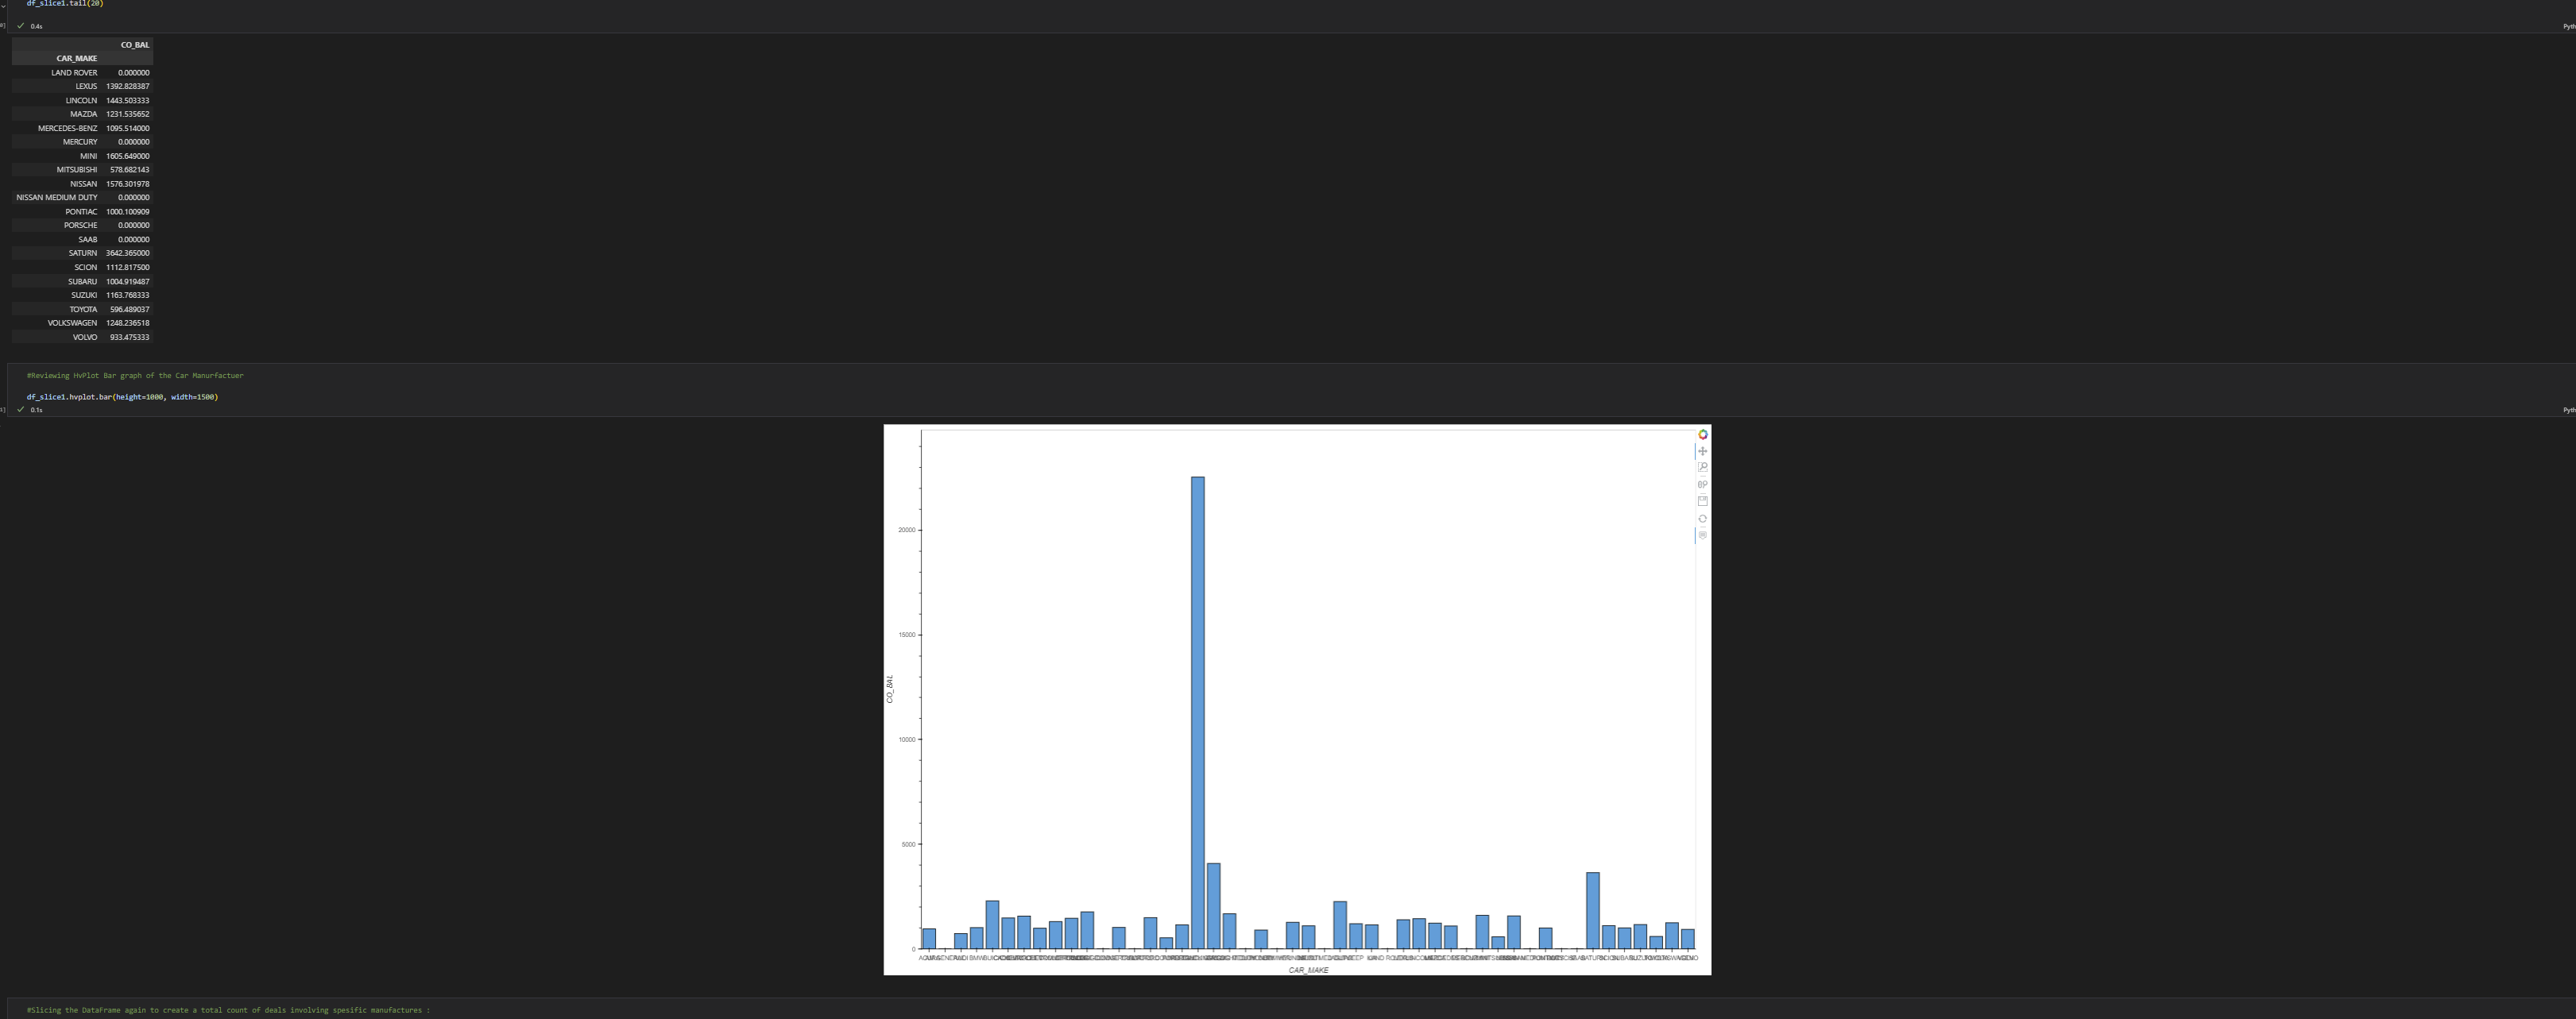 df_slice1.tail(20)
0.4s
Pyth
CO_BAL
CAR_MAKE
LAND ROVER 0.000000
LEXUS 1392.828387
LINCOLN 1443.503333
MAZDA 1231.535652
MERCEDES-BENZ 1095.514000
MERCURY 0.000000
MINI 1605.649000
MITSUBISHI 578.682143
NISSAN 1576.301978
NISSAN MEDIUM DUTY 0.000000
PONTIAC 1000.100909
PORSCHE 0.000000
SAAB 0.000000
SATURN 3642.365000
SCION 1112.817500
SUBARU 1004.919487
SUZUKI 1163.768333
TOYOTA 596.489037
VOLKSWAGEN 1248.236518
VOLVO 933.475333
#Reviewing HvPlot Bar graph of the Car Manurfactuer
df_slice1.hvplot.bar(height=1000, width=1500)
0.1s
Pyth
20000
15000
CO_BAL
10000
5000
0
CAR_MAKE
#Slicing the DataFrame again to create a total count of deals involving spesific manufactures :